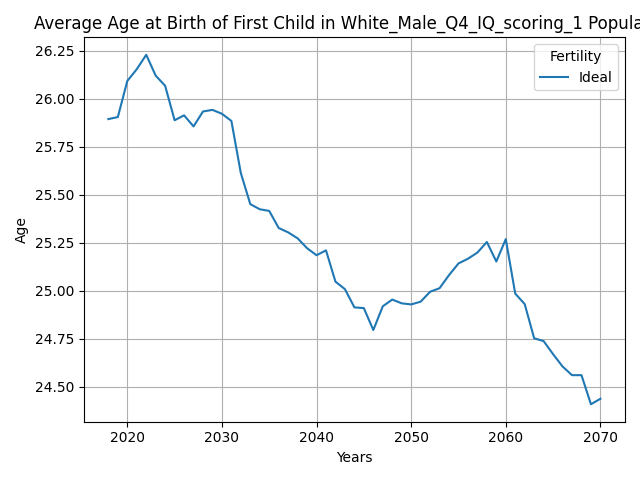 Average Age at Birth of First Child in White_Male_Q4_IQ_scoring_1 Popula
Fertility
Ideal
26.25
26.00
25.75
25.50
25.25
25.00
24.75
24.50
Age
2020 2030 2040 2050 2060 2070
Years